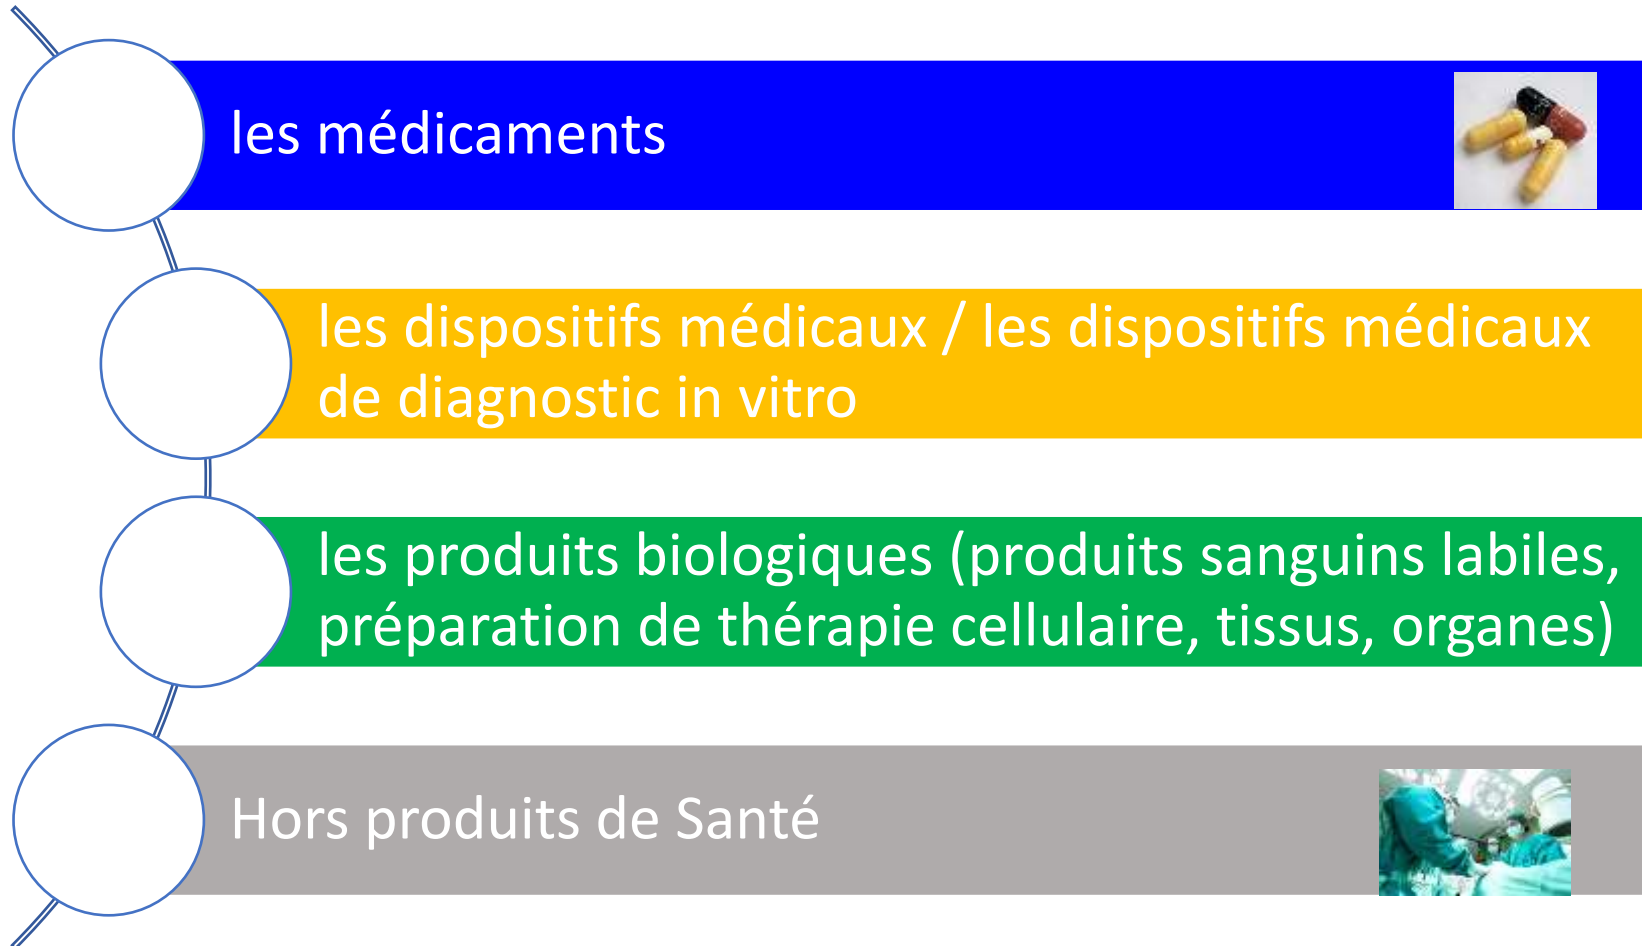 les médicaments
les dispositifs médicaux / les dispositifs médicaux
de diagnostic in vitro
les produits biologiques (produits sanguins labiles,
préparation de thérapie cellulaire, tissus, organes)
Hors produits de Santé